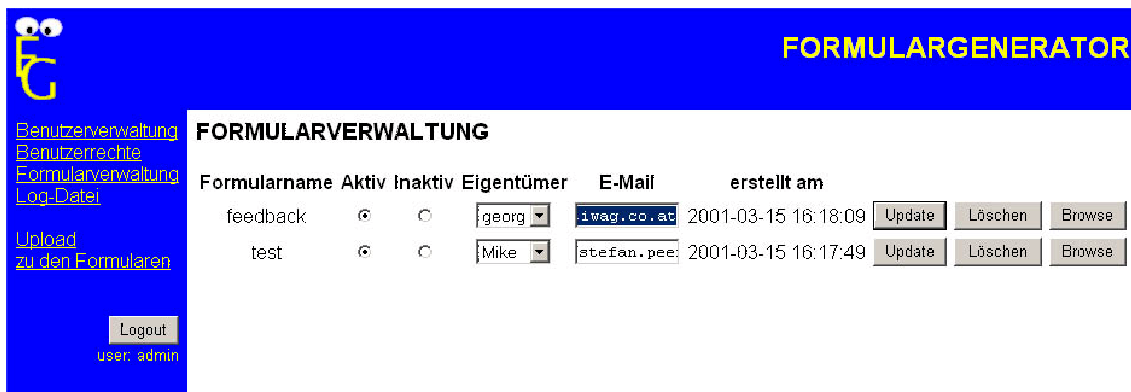 FG
FORMULARGENERATOR
Benutzerverwaltung
Benutzerrechte
Formularverwaltung
Log-Datei
Upload
zu den Formularen
Logout
user: admin
FORMULARVERWALTUNG
Formularname Aktiv Inaktiv Eigentümer E-Mail erstellt am
feedback georg iwag.co.at 2001-03-15 16:18:09 Update Löschen Browse
test Mike stefan.pee 2001-03-15 16:17:49 Update Löschen Browse